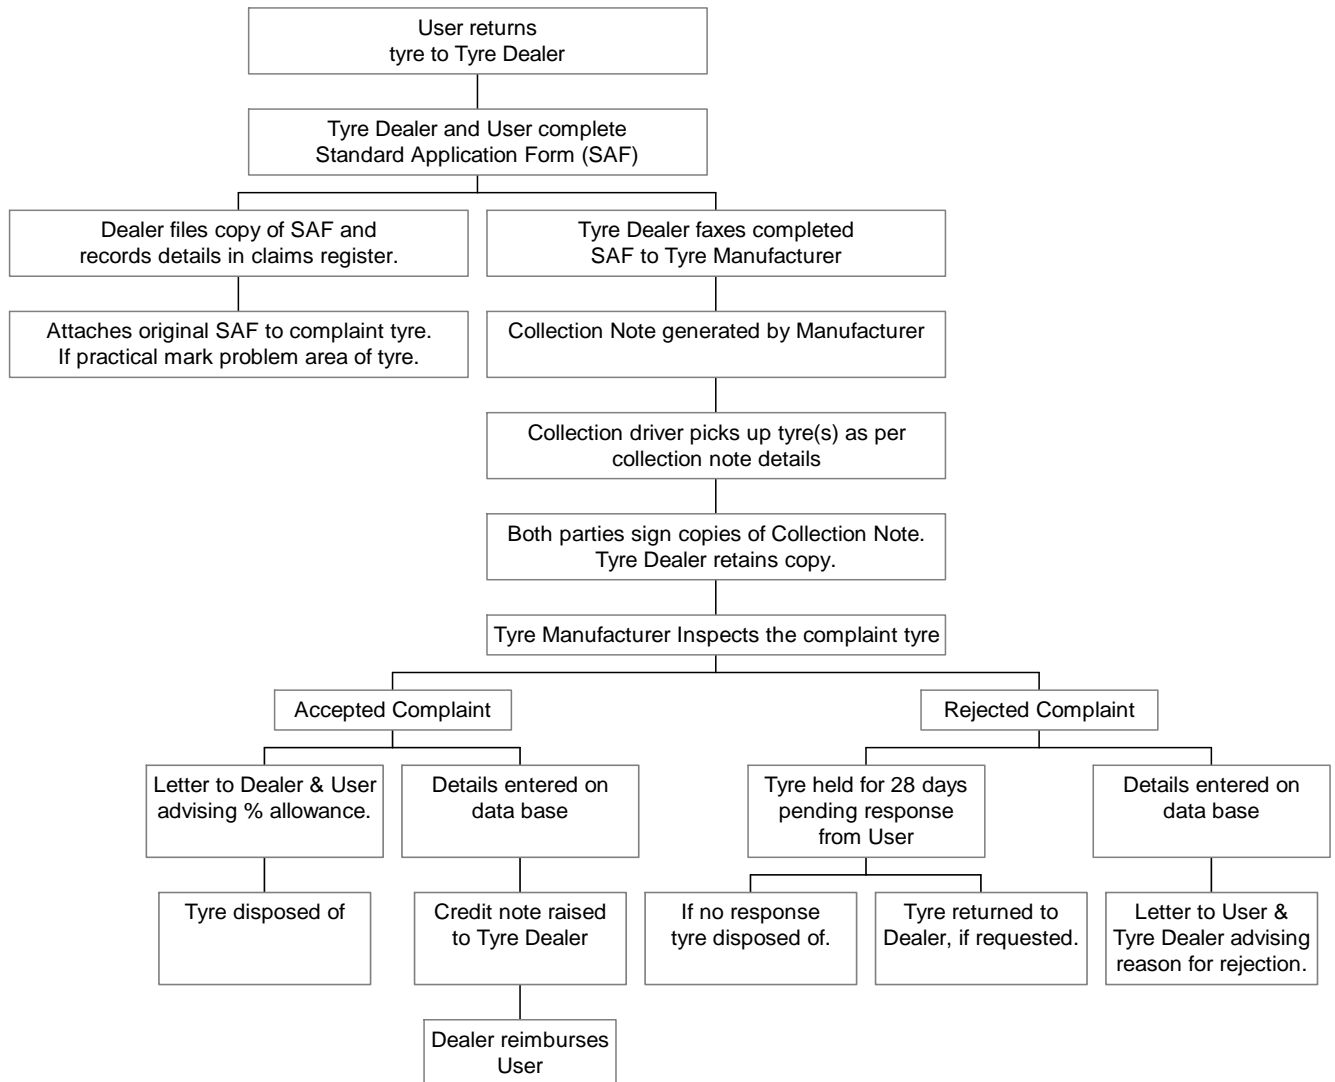 User returns
tyre to Tyre Dealer
Tyre Dealer and User complete
Standard Application Form (SAF)
Dealer files copy of SAF and
records details in claims register.
Tyre Dealer faxes completed
SAF to Tyre Manufacturer
Attaches original SAF to complaint tyre.
If practical mark problem area of tyre.
Collection Note generated by Manufacturer
Collection driver picks up tyre(s) as per
collection note details
Both parties sign copies of Collection Note.
Tyre Dealer retains copy.
Tyre Manufacturer Inspects the complaint tyre
Accepted Complaint
Rejected Complaint
Letter to Dealer & User
advising % allowance.
Details entered on
data base
Tyre held for 28 days
pending response
from User
Details entered on
data base
Tyre disposed of
Credit note raised
to Tyre Dealer
If no response
tyre disposed of.
Tyre returned to
Dealer, if requested.
Letter to User &
Tyre Dealer advising
reason for rejection.
Dealer reimburses
User